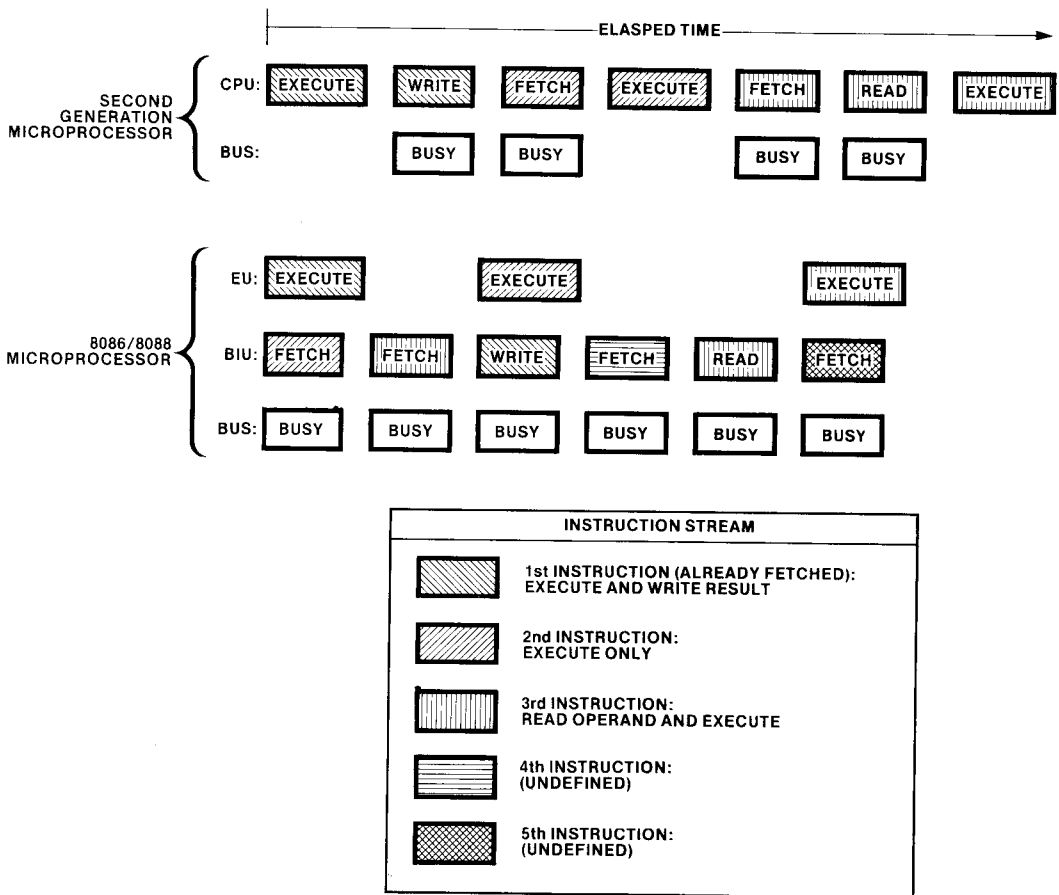 ELASPED TIME
SECOND
GENERATION
MICROPROCESSOR
CPU: EXECUTE WRITE FETCH EXECUTE FETCH READ EXECUTE
BUS: BUSY BUSY BUSY BUSY
8086/8088
MICROPROCESSOR
EU: EXECUTE EXECUTE EXECUTE
BIU: FETCH FETCH WRITE FETCH READ FETCH
BUS: BUSY BUSY BUSY BUSY BUSY BUSY
INSTRUCTION STREAM
1st INSTRUCTION (ALREADY FETCHED):
EXECUTE AND WRITE RESULT
2nd INSTRUCTION:
EXECUTE ONLY
3rd INSTRUCTION:
READ OPERAND AND EXECUTE
4th INSTRUCTION:
(UNDEFINED)
5th INSTRUCTION:
(UNDEFINED)